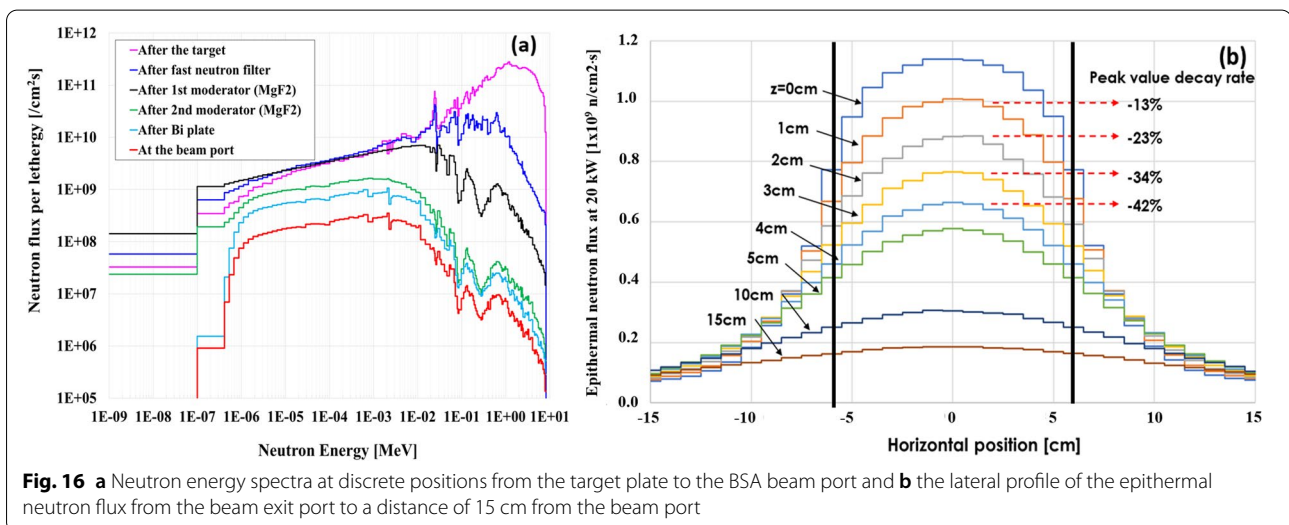 (a)
1E+12
1E+11
1E+10
1E+09
1E+08
1E+07
1E+06
1E+05
Neutron flux per lethergy [/cm²s]
After the target
After fast neutron filter
After 1st moderator (MgF2)
After 2nd moderator (MgF2)
After Bi plate
At the beam port
1E-09 1E-08 1E-07 1E-06 1E-05 1E-04 1E-03 1E-02 1E-01 1E+00 1E+01
Neutron Energy [MeV]
(b)
1.2
1.0
0.8
0.6
0.4
0.2
0.0
Epithermal neutron flux at 20 kW [1x10⁹ n/cm2·s]
Peak value decay rate
z=0cm
-13%
1cm
-23%
2cm
-34%
3cm
-42%
4cm
5cm
10cm
15cm
-15 -10 -5 0 5 10 15
Horizontal position [cm]
Fig. 16 a Neutron energy spectra at discrete positions from the target plate to the BSA beam port and b the lateral profile of the epithermal
neutron flux from the beam exit port to a distance of 15 cm from the beam port